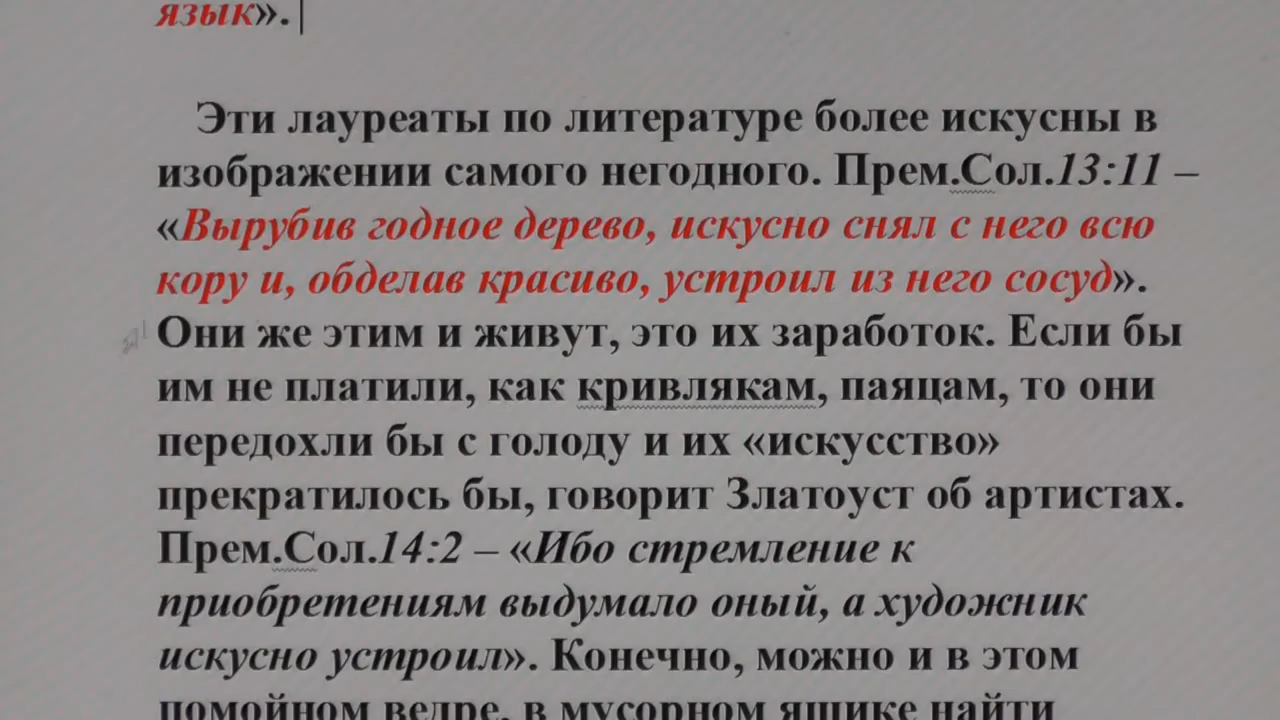 язык».
Эти лауреаты по литературе более искусны в
изображении самого негодного. Прем.Сол.13:11 –
«Вырубив годное дерево, искусно снял с него всю
кору и, обделав красиво, устроил из него сосуд».
Они же этим и живут, это их заработок. Если бы
им не платили, как кривлякам, паяцам, то они
передохли бы с голоду и их «искусство»
прекратилось бы, говорит Златоуст об артистах.
Прем.Сол.14:2 – «Ибо стремление к
приобретениям выдумало оный, а художник
искусно устроил». Конечно, можно и в этом
помойном ведре, в мусорном ящике найти